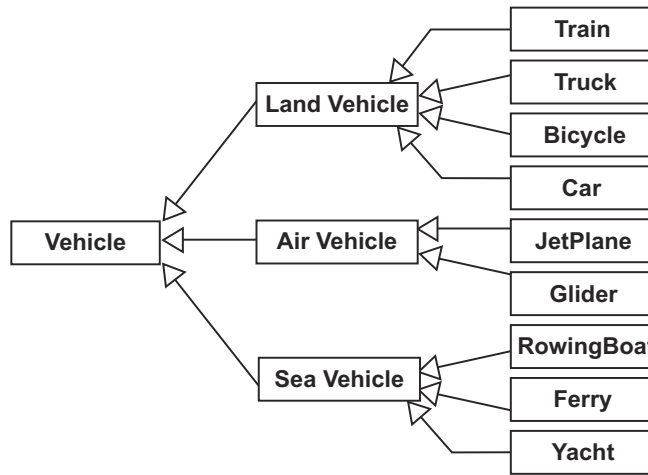 Train
Truck
Land Vehicle
Bicycle
Car
Vehicle
Air Vehicle
JetPlane
Glider
RowingBoat
Sea Vehicle
Ferry
Yacht